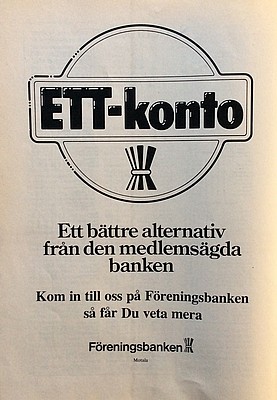 ETT-konto
Ett bättre alternativ
från den medlemsägda
banken
Kom in till oss på Föreningsbanken
så får Du veta mera
Föreningsbanken
Motala